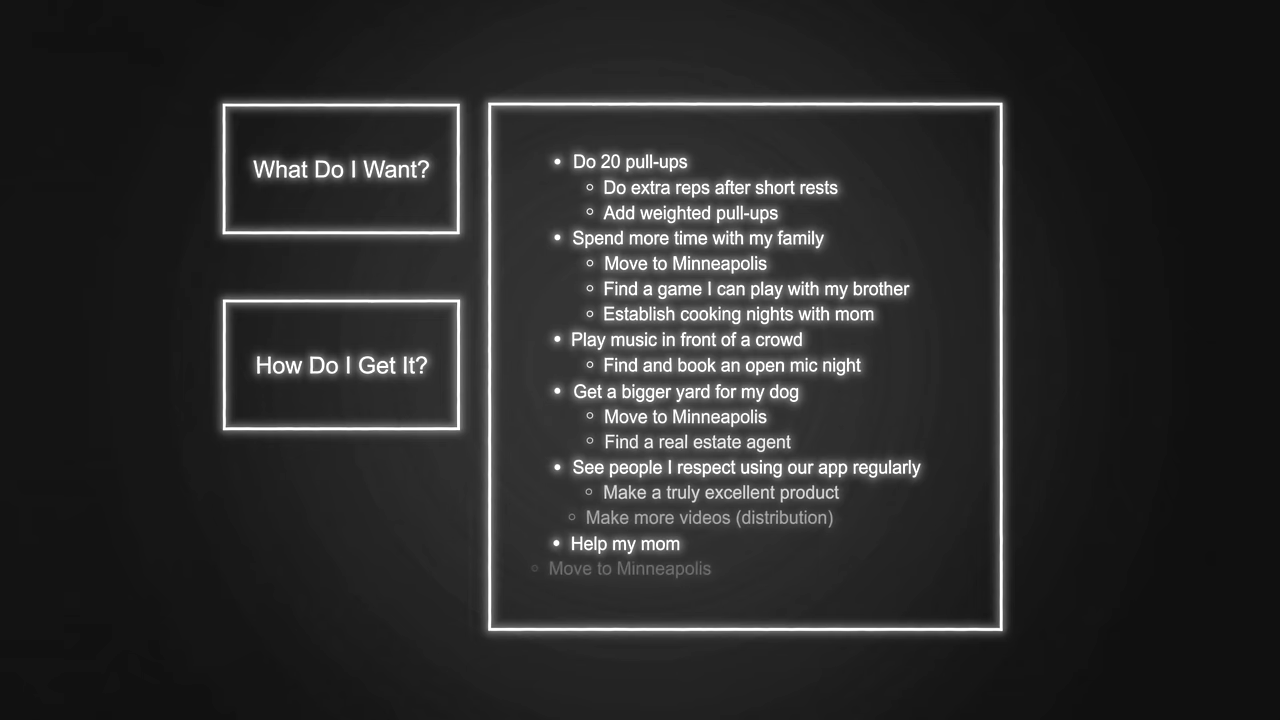 What Do I Want?
How Do I Get It?
• Do 20 pull-ups
○ Do extra reps after short rests
○ Add weighted pull-ups
• Spend more time with my family
○ Move to Minneapolis
○ Find a game I can play with my brother
○ Establish cooking nights with mom
• Play music in front of a crowd
○ Find and book an open mic night
• Get a bigger yard for my dog
○ Move to Minneapolis
○ Find a real estate agent
• See people I respect using our app regularly
○ Make a truly excellent product
○ Make more videos (distribution)
• Help my mom
○ Move to Minneapolis